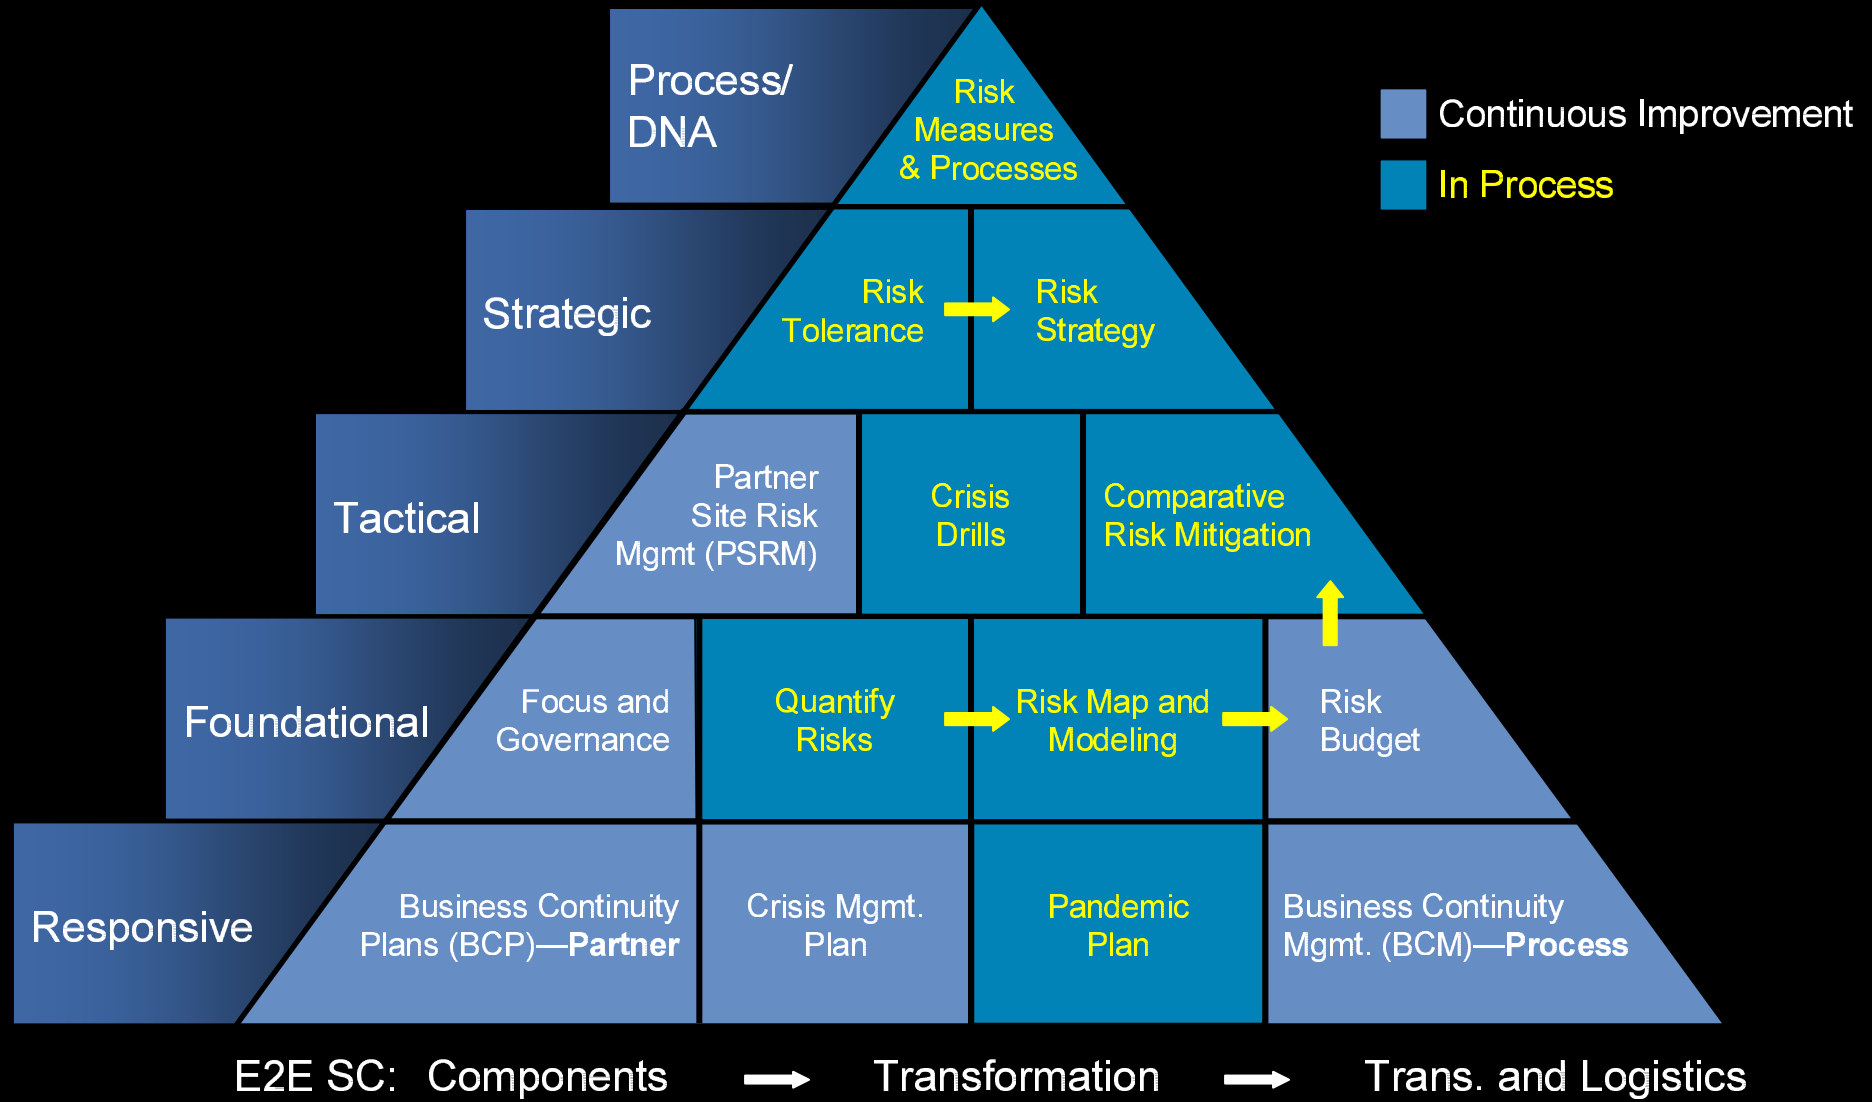 Process/
DNA
Risk
Measures
& Processes
Continuous Improvement
In Process
Strategic
Risk
Tolerance
Risk
Strategy
Tactical
Partner
Site Risk
Mgmt (PSRM)
Crisis
Drills
Comparative
Risk Mitigation
Foundational
Focus and
Governance
Quantify
Risks
Risk Map and
Modeling
Risk
Budget
Responsive
Business Continuity
Plans (BCP)—Partner
Crisis Mgmt.
Plan
Pandemic
Plan
Business Continuity
Mgmt. (BCM)—Process
E2E SC: Components
Transformation
Trans. and Logistics